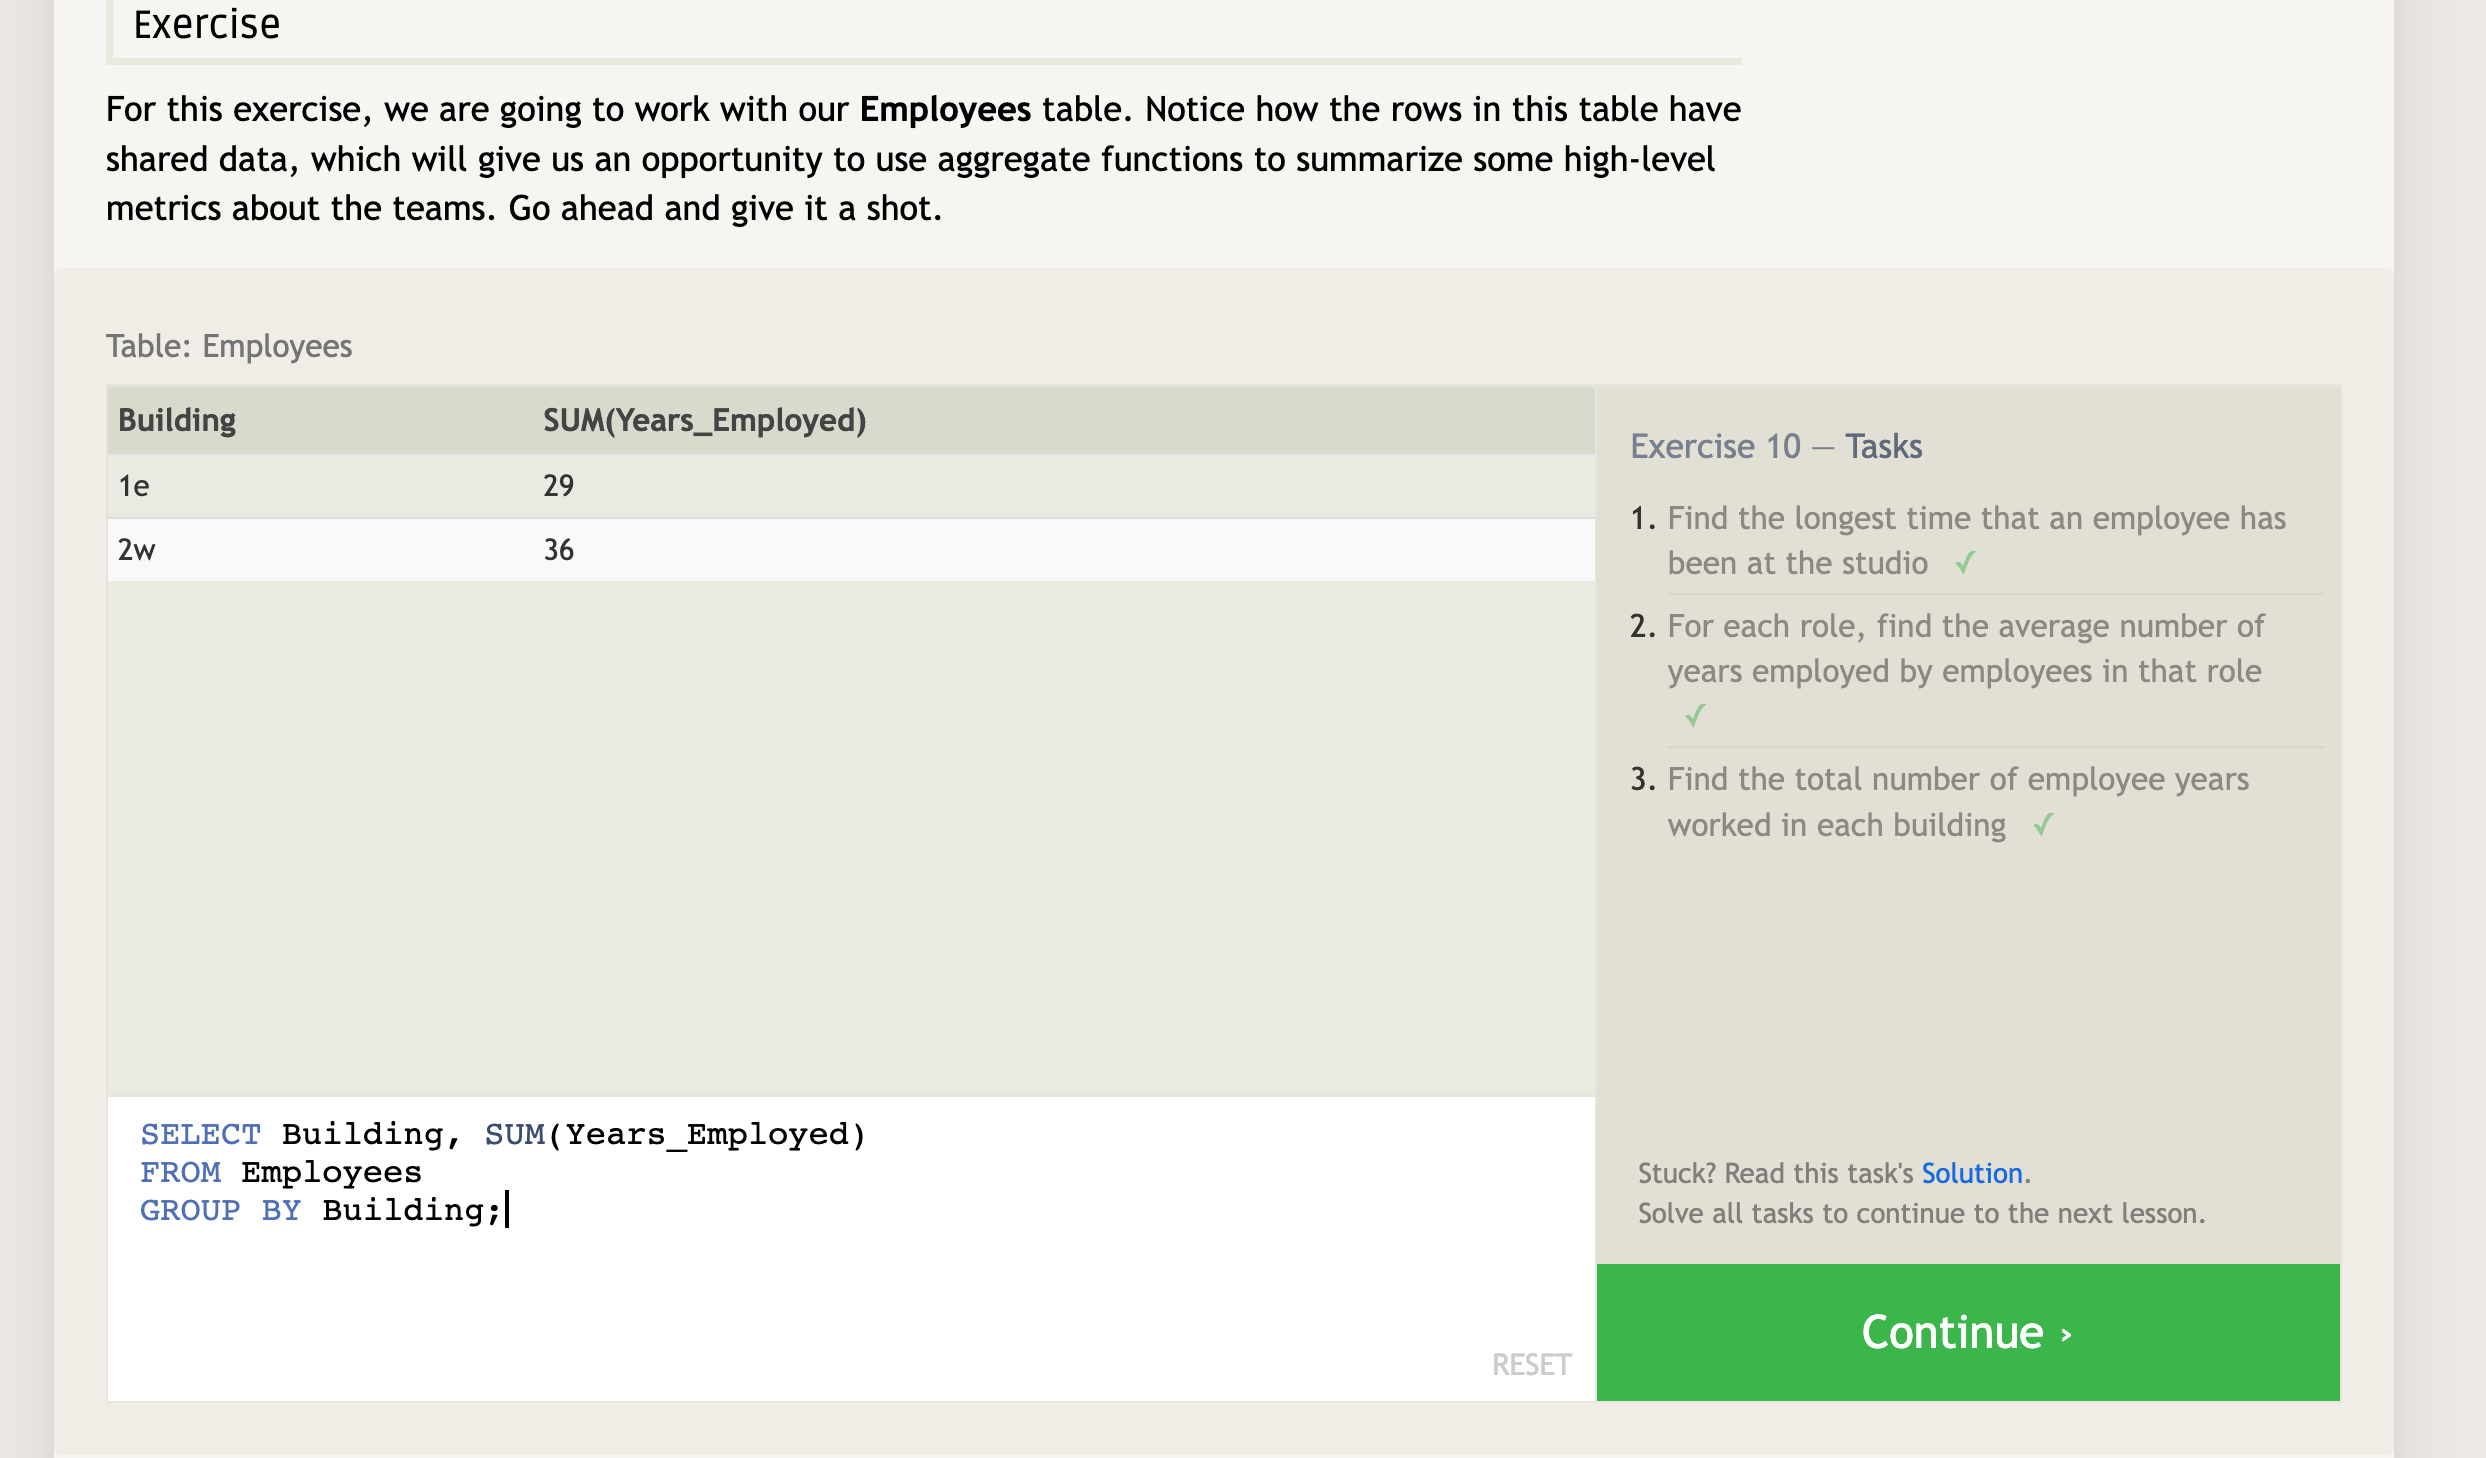 Exercise
For this exercise, we are going to work with our Employees table. Notice how the rows in this table have
shared data, which will give us an opportunity to use aggregate functions to summarize some high-level
metrics about the teams. Go ahead and give it a shot.
Table: Employees
Building SUM(Years_Employed)
1e 29
2w 36
SELECT Building, SUM(Years_Employed)
FROM Employees
GROUP BY Building;
RESET
Exercise 10 — Tasks
1. Find the longest time that an employee has
been at the studio ✓
2. For each role, find the average number of
years employed by employees in that role
✓
3. Find the total number of employee years
worked in each building ✓
Stuck? Read this task's Solution.
Solve all tasks to continue to the next lesson.
Continue ›